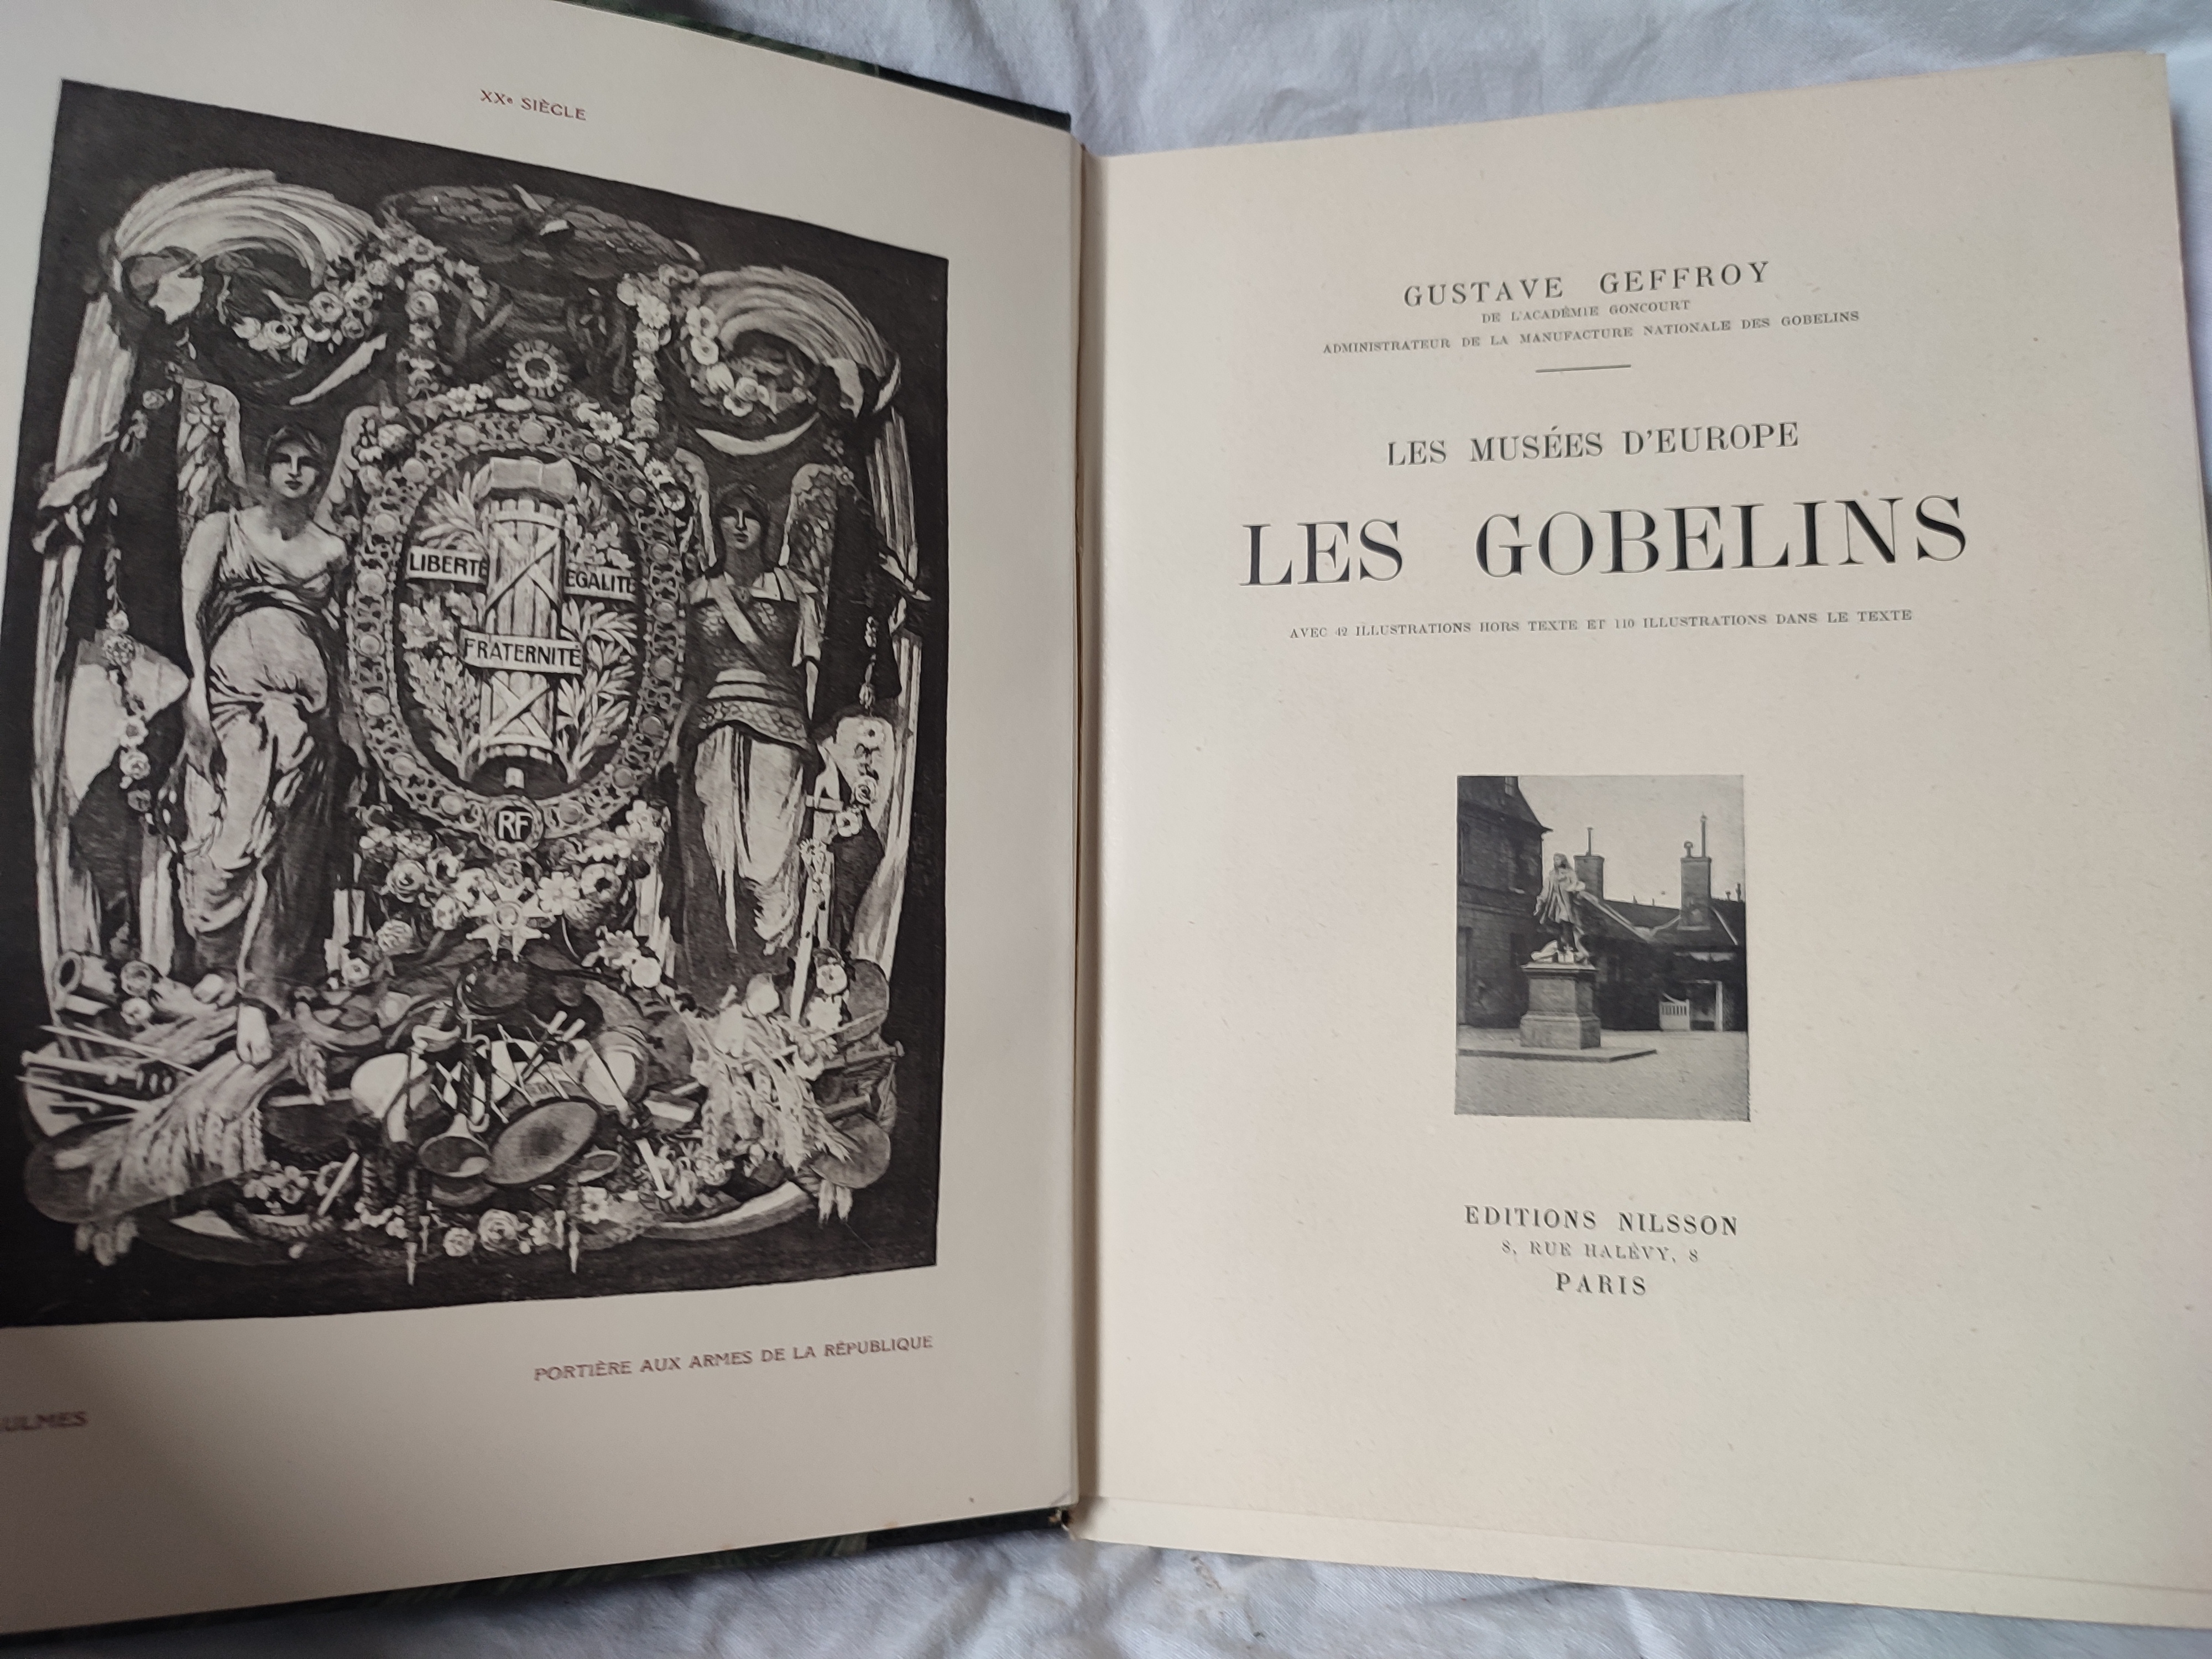 XXe SIÈCLE
LIBERTÉ
EGALITÉ
FRATERNITÉ
RF
PORTIÈRE AUX ARMES DE LA RÉPUBLIQUE
GUSTAVE GEFFROY
DE L'ACADÉMIE GONCOURT
ADMINISTRATEUR DE LA MANUFACTURE NATIONALE DES GOBELINS
LES MUSÉES D'EUROPE
LES GOBELINS
AVEC 42 ILLUSTRATIONS HORS TEXTE ET 110 ILLUSTRATIONS DANS LE TEXTE
EDITIONS NILSSON
8, RUE HALÉVY, 8
PARIS